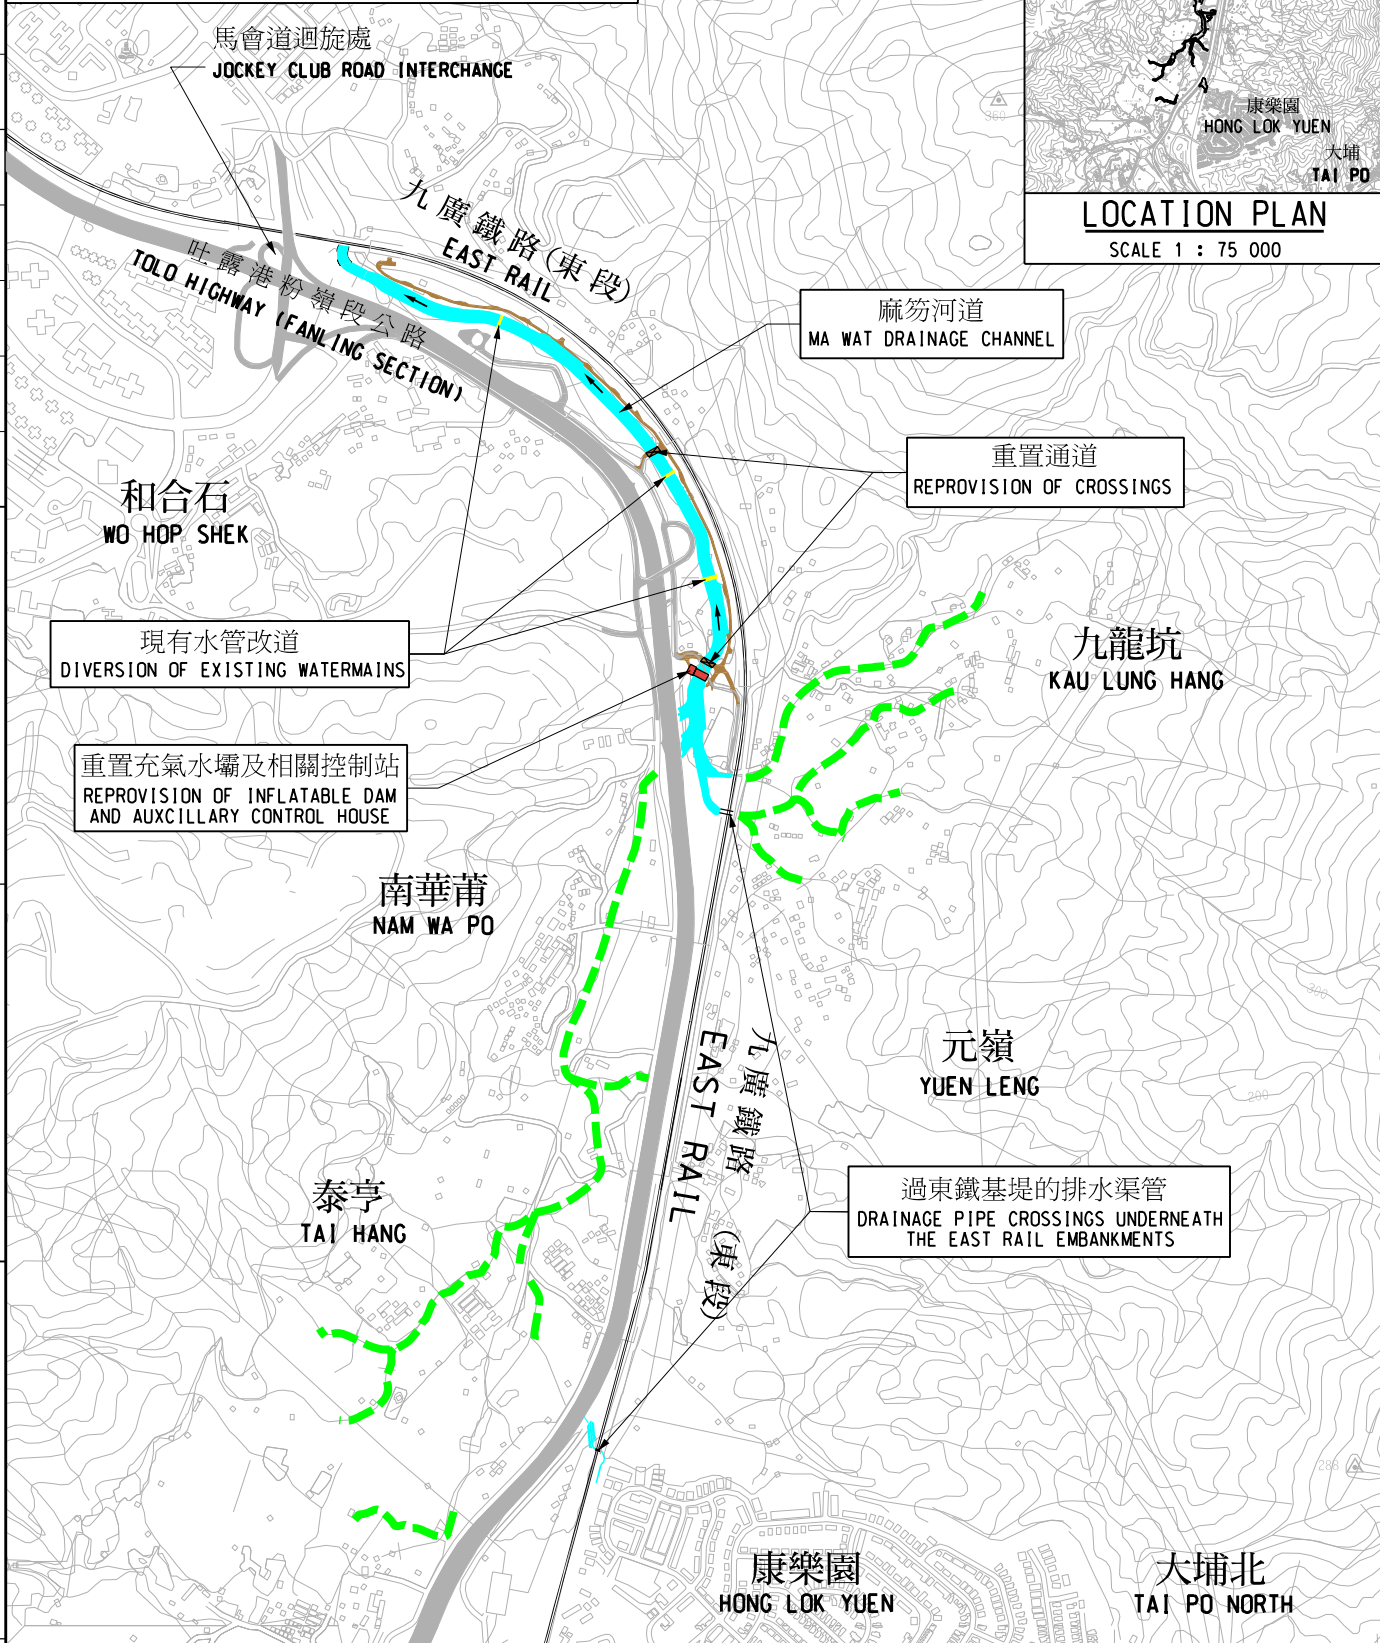 馬會道迴旋處
JOCKEY CLUB ROAD INTERCHANGE
康樂園
HONG LOK YUEN
大埔
TAI PO
LOCATION PLAN
SCALE 1 : 75 000
360
九廣鐵路(東段)
EAST RAIL
吐露港粉嶺段公路
TOLO HIGHWAY (FANLING SECTION)
麻笏河道
MA WAT DRAINAGE CHANNEL
重置通道
REPROVISION OF CROSSINGS
和合石
WO HOP SHEK
現有水管改道
DIVERSION OF EXISTING WATERMAINS
九龍坑
KAU LUNG HANG
重置充氣水壩及相關控制站
REPROVISION OF INFLATABLE DAM
AND AUXCILLARY CONTROL HOUSE
南華莆
NAM WA PO
300
九廣鐵路(東段)
EAST RAIL
元嶺
YUEN LENG
200
過東鐵基堤的排水渠管
DRAINAGE PIPE CROSSINGS UNDERNEATH
THE EAST RAIL EMBANKMENTS
泰亨
TAI HANG
288
康樂園
HONG LOK YUEN
大埔北
TAI PO NORTH